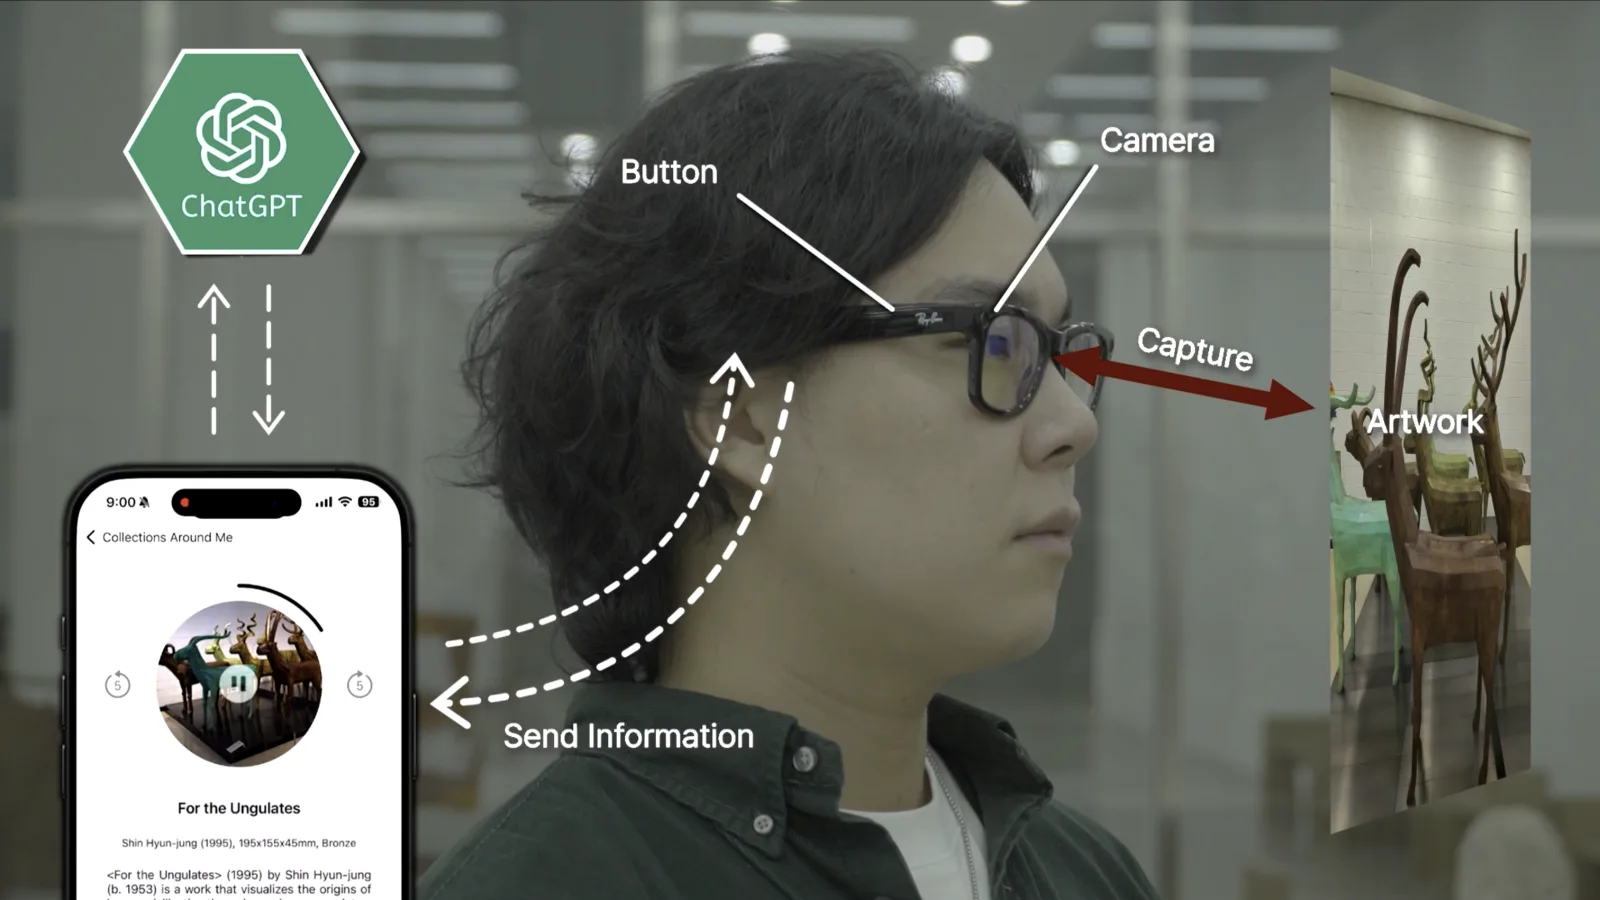 ChatGPT
Button
Camera
Ray-Ban
Capture
Artwork
9:00
95
Collections Around Me
5
5
Send Information
For the Ungulates
Shin Hyun-jung (1995), 195x155x45mm, Bronze
<For the Ungulates> (1995) by Shin Hyun-jung
(b. 1953) is a work that visualizes the origins of